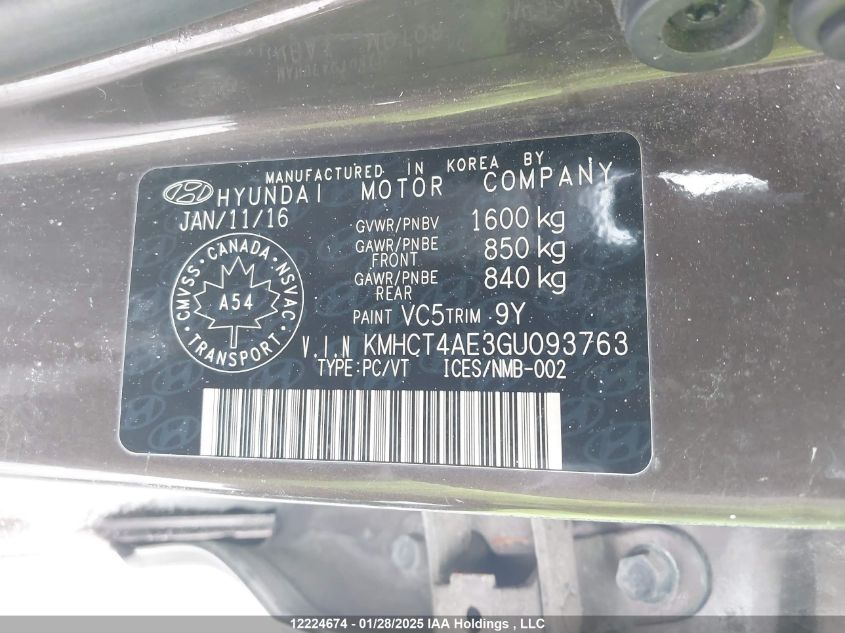 MANUFACTURED IN KOREA BY
HYUNDAI MOTOR COMPANY
JAN/11/16
GVWR/PNBV 1600 kg
GAWR/PNBE FRONT 850 kg
GAWR/PNBE REAR 840 kg
CMVSS · CANADA · NSVAC
A54
TRANSPORT
PAINT VC5 TRIM 9Y
V.I.N KMHCT4AE3GU093763
TYPE:PC/VT ICES/NMB-002
12224674 - 01/28/2025 IAA Holdings , LLC